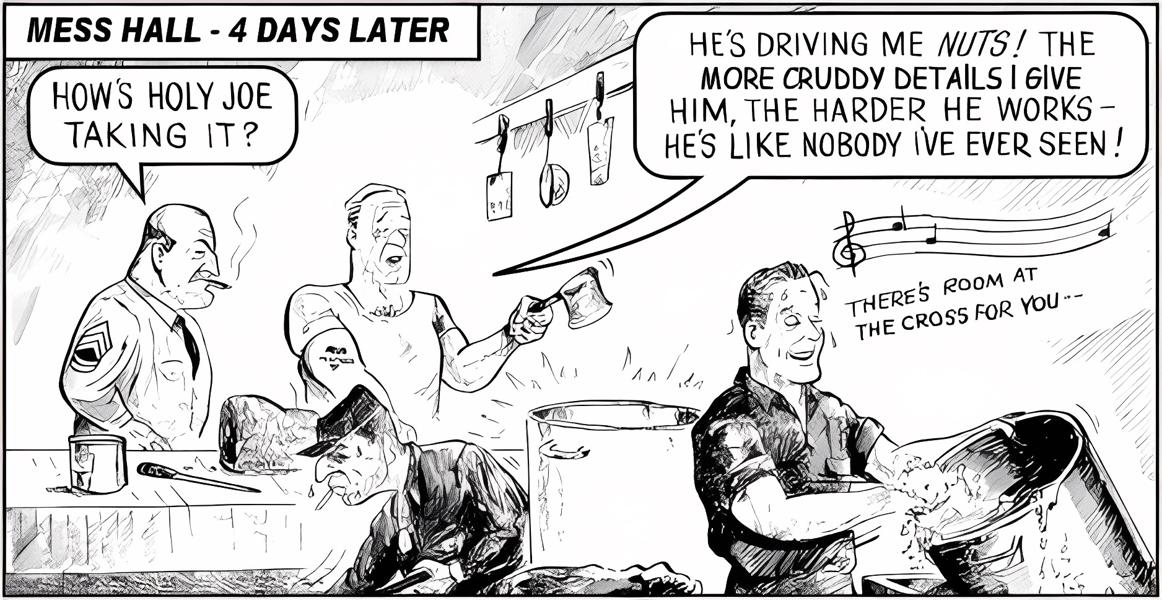 MESS HALL - 4 DAYS LATER
HOW'S HOLY JOE
TAKING IT?
HE'S DRIVING ME NUTS! THE
MORE CRUDDY DETAILS I GIVE
HIM, THE HARDER HE WORKS –
HE'S LIKE NOBODY I'VE EVER SEEN!
THERE'S ROOM AT
THE CROSS FOR YOU--